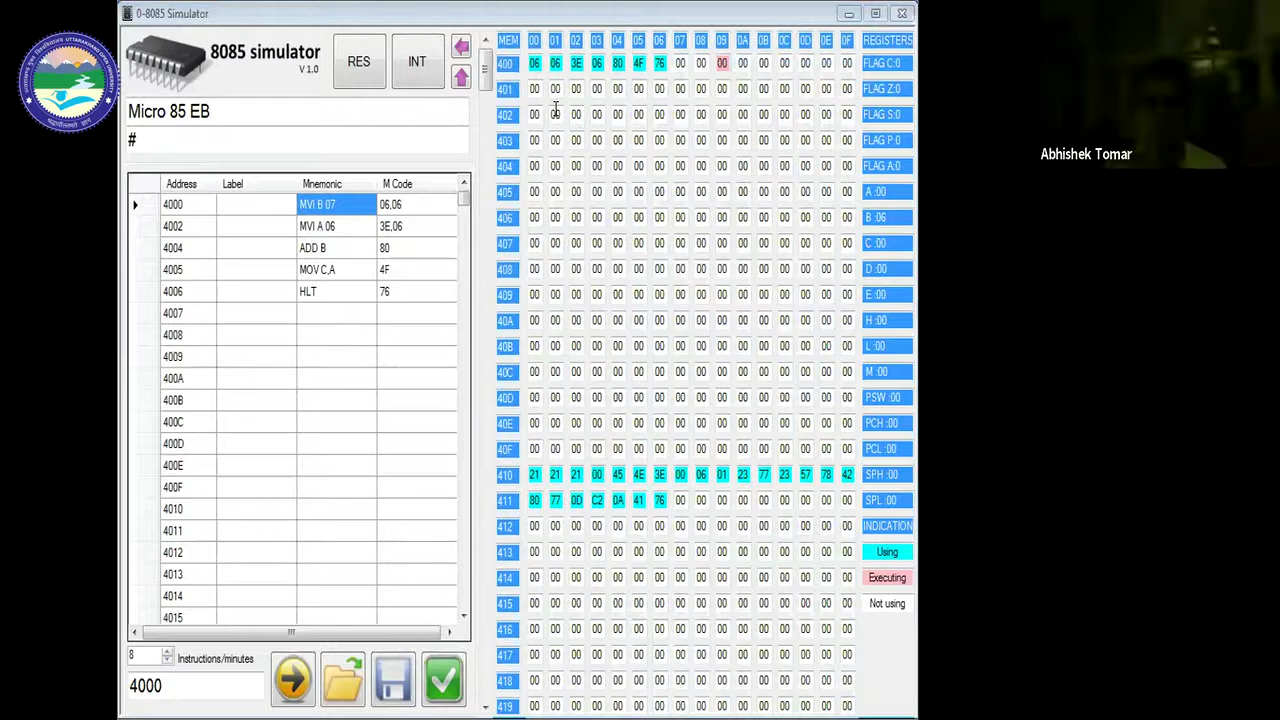 0-8085 Simulator
8085 simulator
V 1.0
RES
INT
Micro 85 EB
#
Address Label Mnemonic M Code
4000 MVI B 07 06,06
4002 MVI A 06 3E,06
4004 ADD B 80
4005 MOV C,A 4F
4006 HLT 76
4007
4008
4009
400A
400B
400C
400D
400E
400F
4010
4011
4012
4013
4014
4015
8 Instructions/minutes
4000
MEM 00 01 02 03 04 05 06 07 08 09 0A 0B 0C 0D 0E 0F
400 06 06 3E 06 80 4F 76 00 00 00 00 00 00 00 00 00
401 00 00 00 00 00 00 00 00 00 00 00 00 00 00 00 00
402 00 00 00 00 00 00 00 00 00 00 00 00 00 00 00 00
403 00 00 00 00 00 00 00 00 00 00 00 00 00 00 00 00
404 00 00 00 00 00 00 00 00 00 00 00 00 00 00 00 00
405 00 00 00 00 00 00 00 00 00 00 00 00 00 00 00 00
406 00 00 00 00 00 00 00 00 00 00 00 00 00 00 00 00
407 00 00 00 00 00 00 00 00 00 00 00 00 00 00 00 00
408 00 00 00 00 00 00 00 00 00 00 00 00 00 00 00 00
409 00 00 00 00 00 00 00 00 00 00 00 00 00 00 00 00
40A 00 00 00 00 00 00 00 00 00 00 00 00 00 00 00 00
40B 00 00 00 00 00 00 00 00 00 00 00 00 00 00 00 00
40C 00 00 00 00 00 00 00 00 00 00 00 00 00 00 00 00
40D 00 00 00 00 00 00 00 00 00 00 00 00 00 00 00 00
40E 00 00 00 00 00 00 00 00 00 00 00 00 00 00 00 00
40F 00 00 00 00 00 00 00 00 00 00 00 00 00 00 00 00
410 21 21 21 00 45 4E 3E 00 06 01 23 77 23 57 78 42
411 80 77 0D C2 0A 41 76 00 00 00 00 00 00 00 00 00
412 00 00 00 00 00 00 00 00 00 00 00 00 00 00 00 00
413 00 00 00 00 00 00 00 00 00 00 00 00 00 00 00 00
414 00 00 00 00 00 00 00 00 00 00 00 00 00 00 00 00
415 00 00 00 00 00 00 00 00 00 00 00 00 00 00 00 00
416 00 00 00 00 00 00 00 00 00 00 00 00 00 00 00 00
417 00 00 00 00 00 00 00 00 00 00 00 00 00 00 00 00
418 00 00 00 00 00 00 00 00 00 00 00 00 00 00 00 00
419 00 00 00 00 00 00 00 00 00 00 00 00 00 00 00 00
REGISTERS
FLAG C:0
FLAG Z:0
FLAG S:0
FLAG P:0
FLAG A:0
A :00
B :06
C :00
D :00
E :00
H :00
L :00
M :00
PSW :00
PCH :00
PCL :00
SPH :00
SPL :00
INDICATION
Using
Executing
Not using
Abhishek Tomar